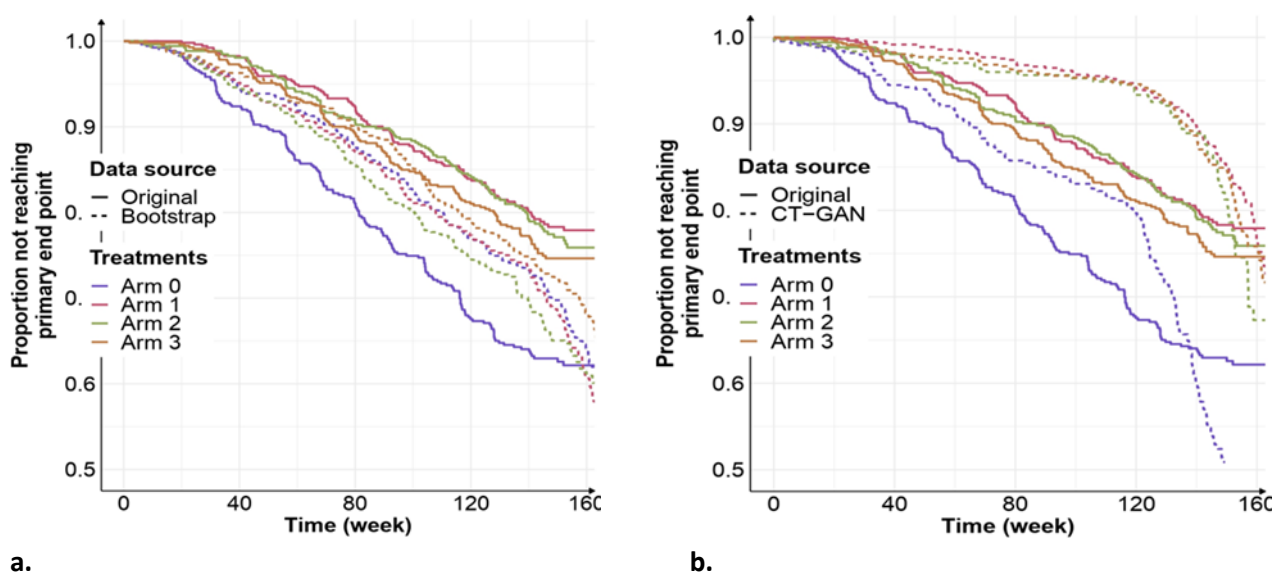 1.0
0.9
0.
0.
0.6
0.5
Proportion not reaching
primary end point
Data source
Original
Bootstrap
Treatments
Arm 0
Arm 1
Arm 2
Arm 3
0 40 80 120 160
Time (week)
a.
1.0
0.9
0.
0.
0.6
0.5
Proportion not reaching
primary end point
Data source
Original
CT-GAN
Treatments
Arm 0
Arm 1
Arm 2
Arm 3
0 40 80 120 160
Time (week)
b.